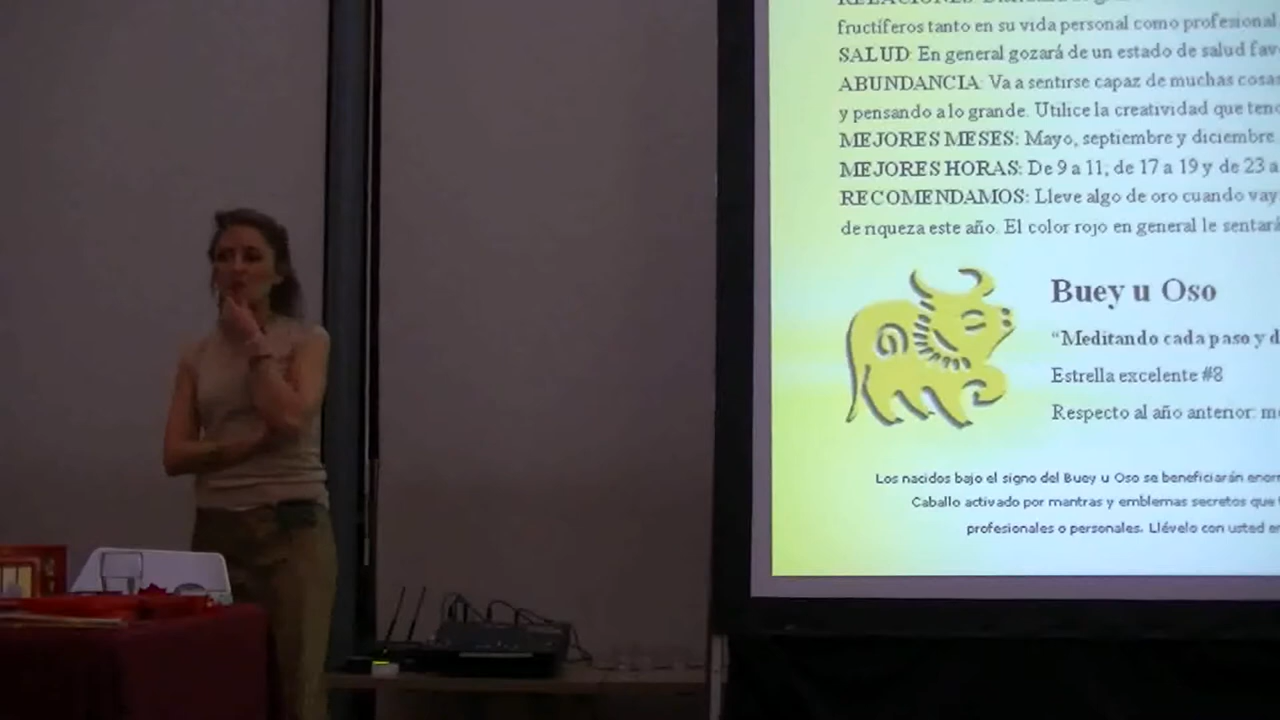 fructíferos tanto en su vida personal como profesional
SALUD: En general gozará de un estado de salud
ABUNDANCIA: Va a sentirse capaz de muchas cosas
y pensando a lo grande. Utilice la creatividad que
MEJORES MESES: Mayo, septiembre y diciembre
MEJORES HORAS: De 9 a 11, de 17 a 19 y de 23 a
RECOMENDAMOS: Lleve algo de oro cuando
de riqueza este año. El color rojo en general le
Buey u Oso
"Meditando cada paso y
Estrella excelente #8
Respecto al año anterior:
Los nacidos bajo el signo del Buey u Oso se beneficiarán
Caballo activado por mantras y emblemas secretos que
profesionales o personales. Llévelo con usted